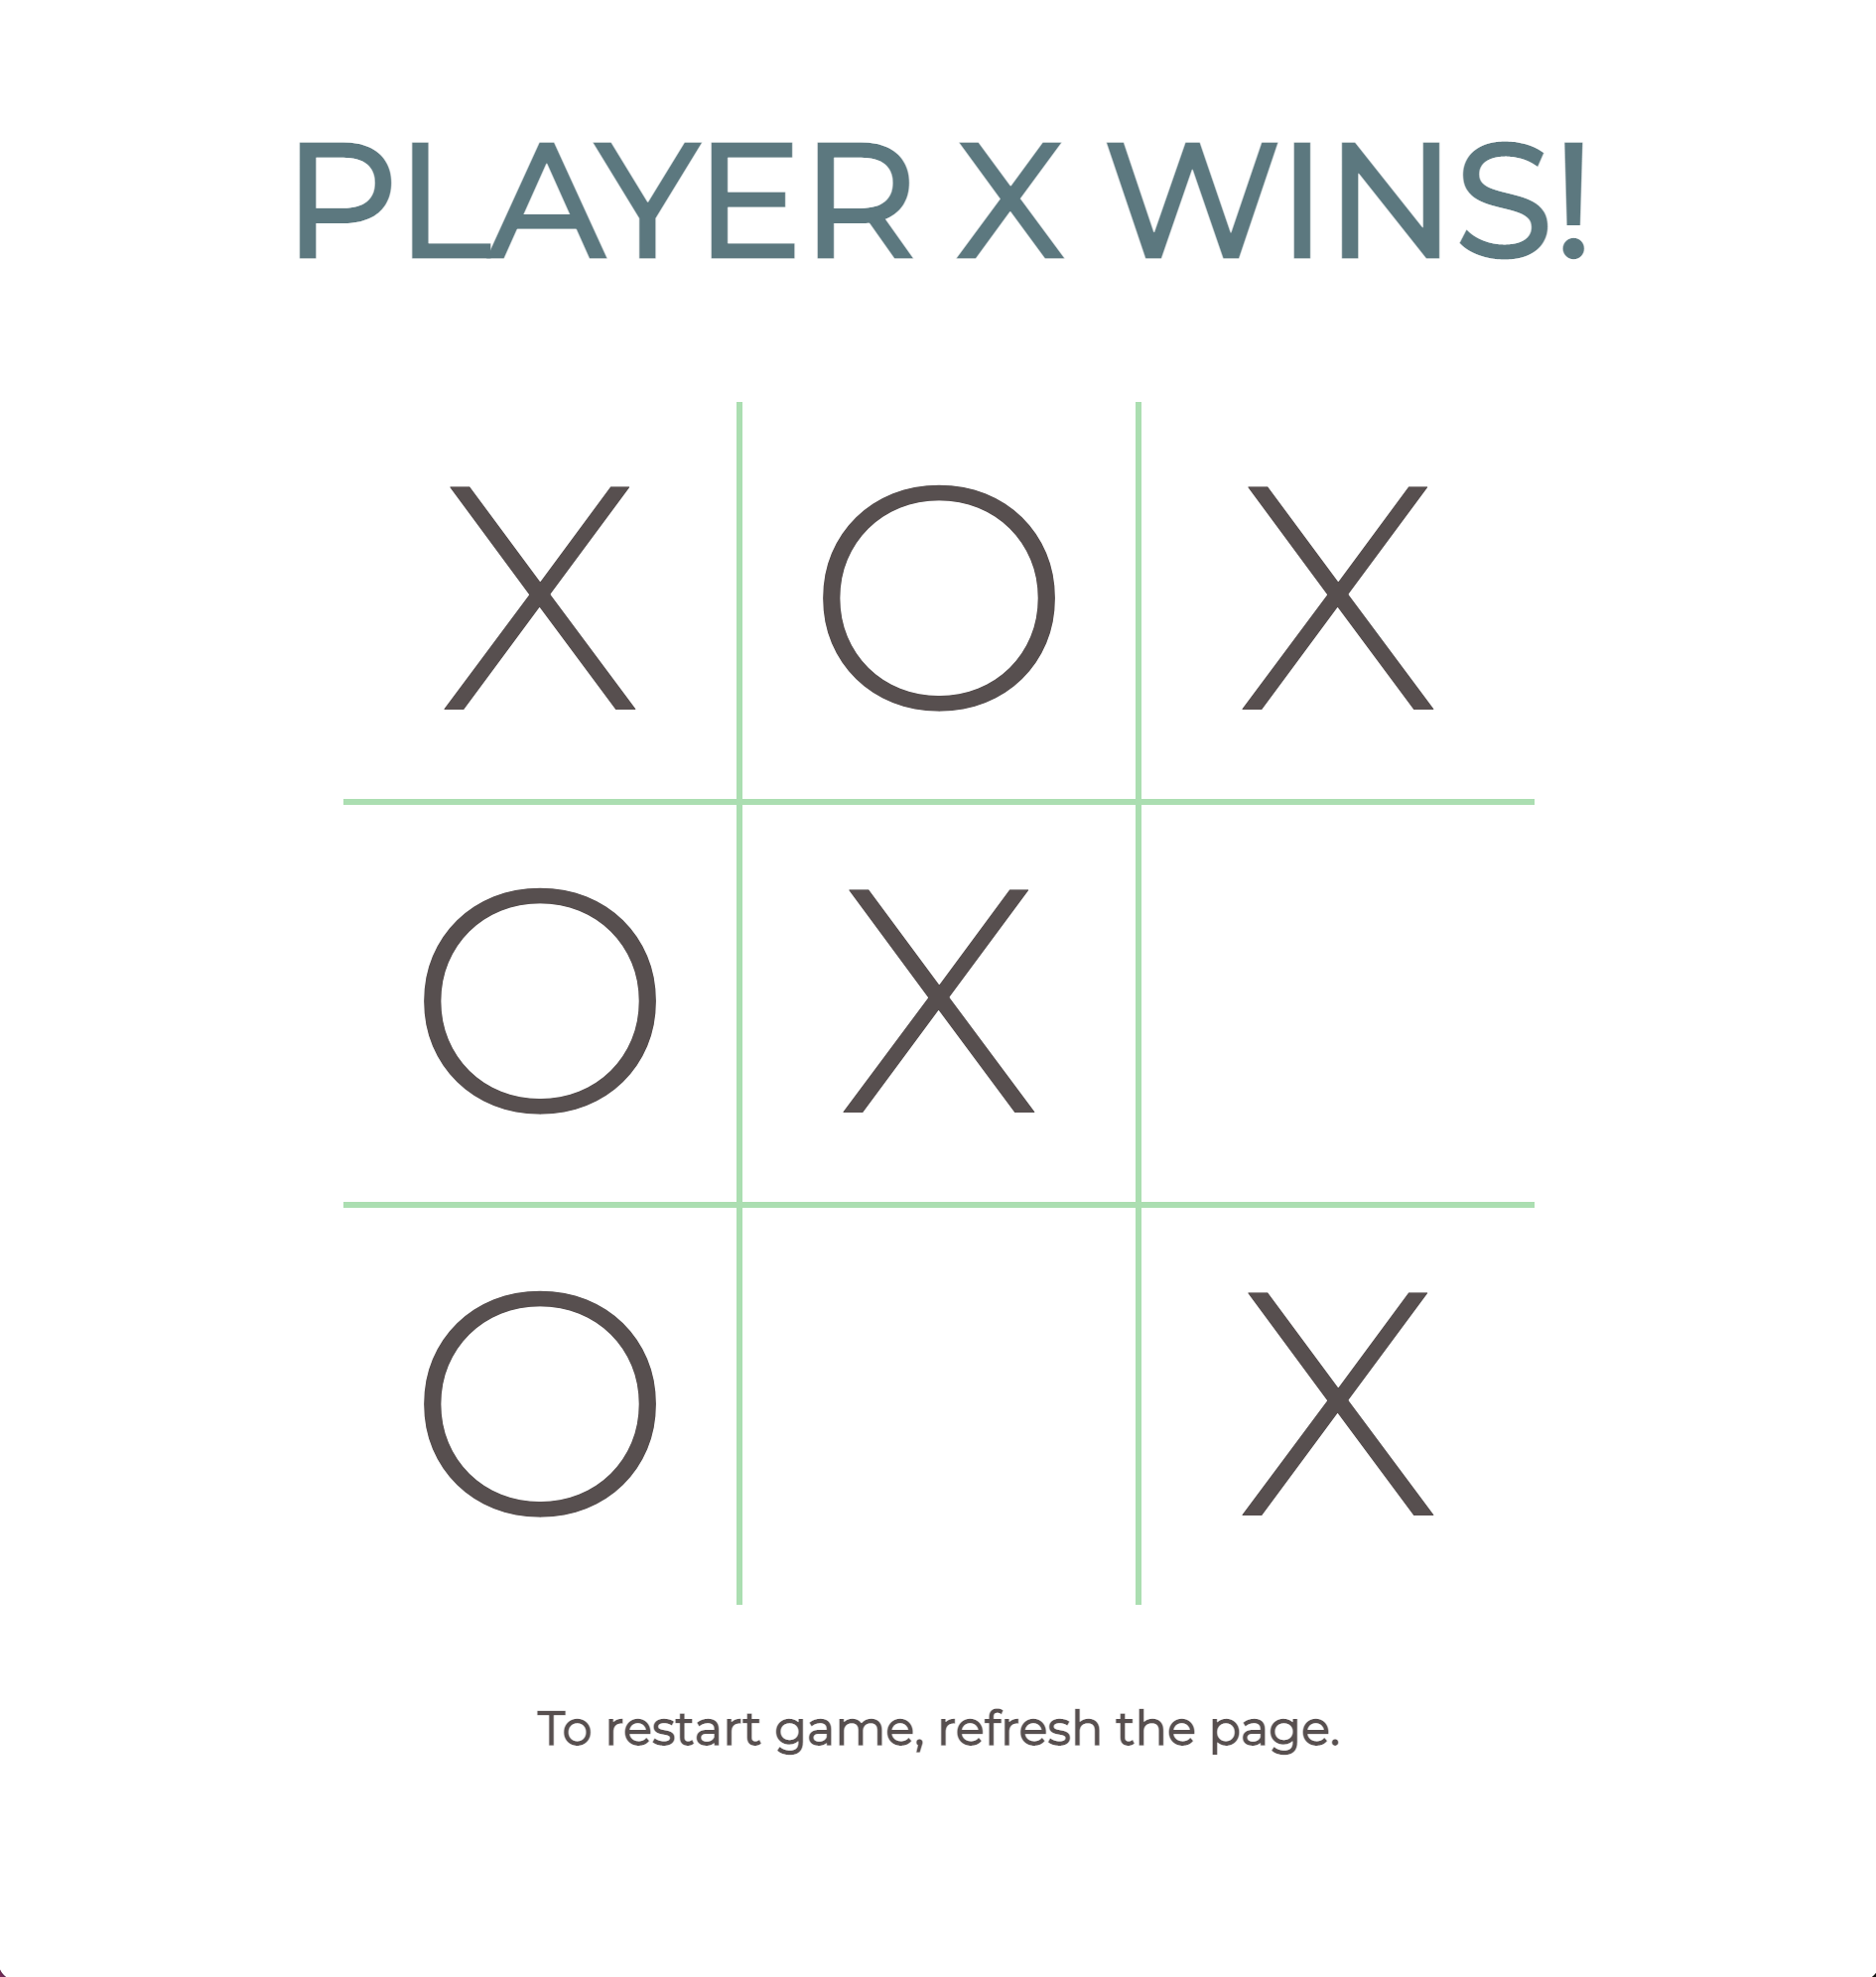 PLAYER X WINS!
X O X
O X
O X
To restart game, refresh the page.